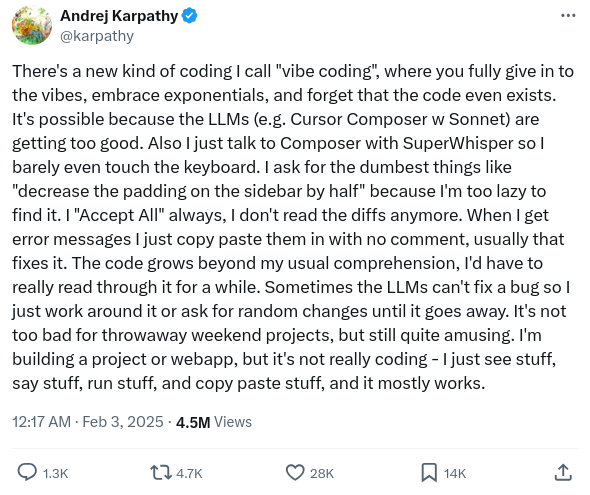 Andrej Karpathy
@karpathy
There's a new kind of coding I call "vibe coding", where you fully give in to
the vibes, embrace exponentials, and forget that the code even exists.
It's possible because the LLMs (e.g. Cursor Composer w Sonnet) are
getting too good. Also I just talk to Composer with SuperWhisper so I
barely even touch the keyboard. I ask for the dumbest things like
"decrease the padding on the sidebar by half" because I'm too lazy to
find it. I "Accept All" always, I don't read the diffs anymore. When I get
error messages I just copy paste them in with no comment, usually that
fixes it. The code grows beyond my usual comprehension, I'd have to
really read through it for a while. Sometimes the LLMs can't fix a bug so I
just work around it or ask for random changes until it goes away. It's not
too bad for throwaway weekend projects, but still quite amusing. I'm
building a project or webapp, but it's not really coding - I just see stuff,
say stuff, run stuff, and copy paste stuff, and it mostly works.
12:17 AM · Feb 3, 2025 · 4.5M Views
1.3K 4.7K 28K 14K